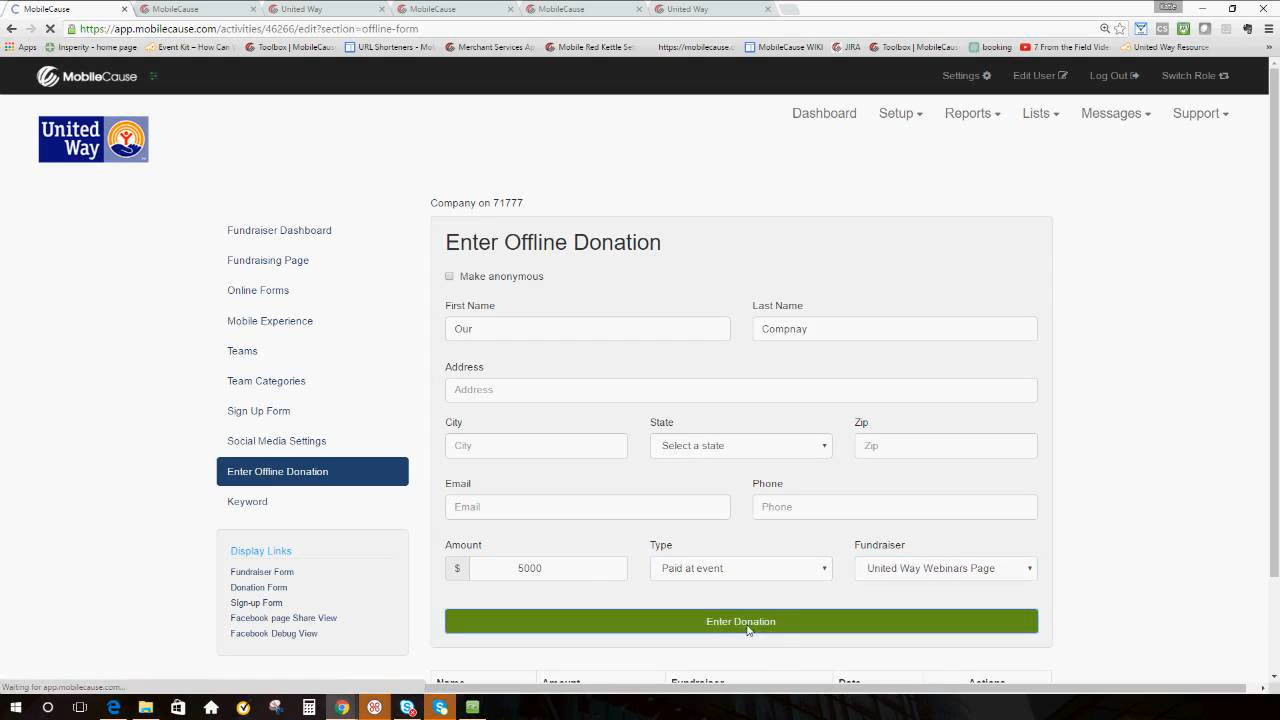 MobileCause
MobileCause
United Way
MobileCause
MobileCause
United Way
https://app.mobilecause.com/activities/46266/edit?section=offline-form
Apps
Insperity - home page
Event Kit – How Can
Toolbox | MobileCaus
URL Shorteners - Mo
Merchant Services Ap
Mobile Red Kettle Set
https://mobilecause.c
MobileCause WIKI
JIRA
Toolbox | MobileCaus
booking
7 From the Field Vide
United Way Resource
MobileCause
Settings
Edit User
Log Out
Switch Role
United
Way
Dashboard
Setup
Reports
Lists
Messages
Support
Company on 71777
Fundraiser Dashboard
Fundraising Page
Online Forms
Mobile Experience
Teams
Team Categories
Sign Up Form
Social Media Settings
Enter Offline Donation
Keyword
Display Links
Fundraiser Form
Donation Form
Sign-up Form
Facebook page Share View
Facebook Debug View
Enter Offline Donation
Make anonymous
First Name
Last Name
Our
Compnay
Address
Address
City
State
Zip
City
Select a state
Zip
Email
Phone
Email
Phone
Amount
Type
Fundraiser
$
5000
Paid at event
United Way Webinars Page
Enter Donation
Name
Amount
Fundraiser
Date
Actions
Waiting for app.mobilecause.com...